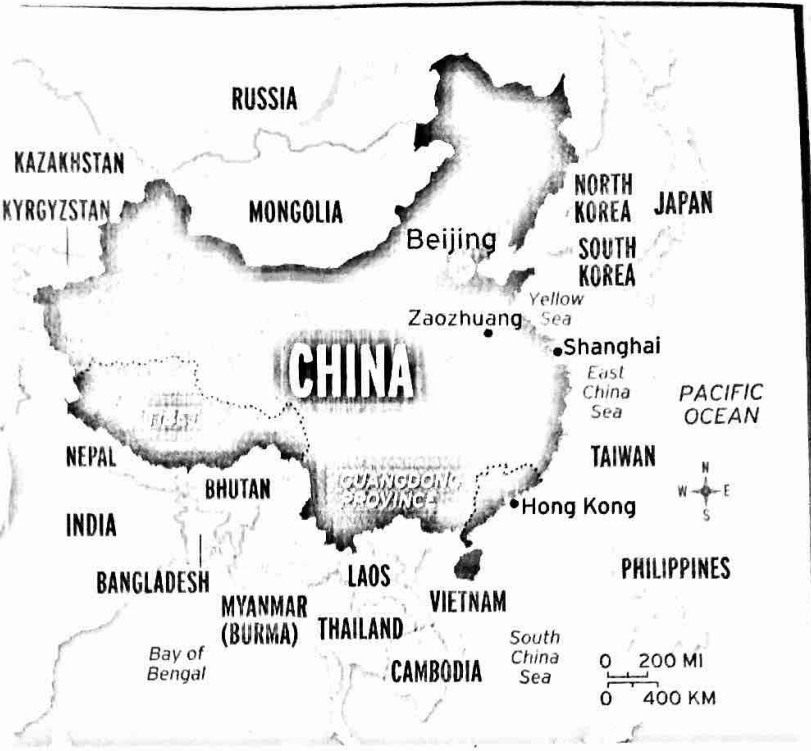 RUSSIA
KAZAKHSTAN
KYRGYZSTAN
MONGOLIA
NORTH
KOREA
JAPAN
Beijing
SOUTH
KOREA
Yellow
Sea
Zaozhuang
Shanghai
CHINA
East
China
Sea
PACIFIC
OCEAN
NEPAL
TAIWAN
BHUTAN
GUANGDONG
PROVINCE
N
W E
S
Hong Kong
INDIA
BANGLADESH
LAOS
PHILIPPINES
MYANMAR
(BURMA)
THAILAND
VIETNAM
Bay of
Bengal
CAMBODIA
South
China
Sea
0 200 MI
0 400 KM